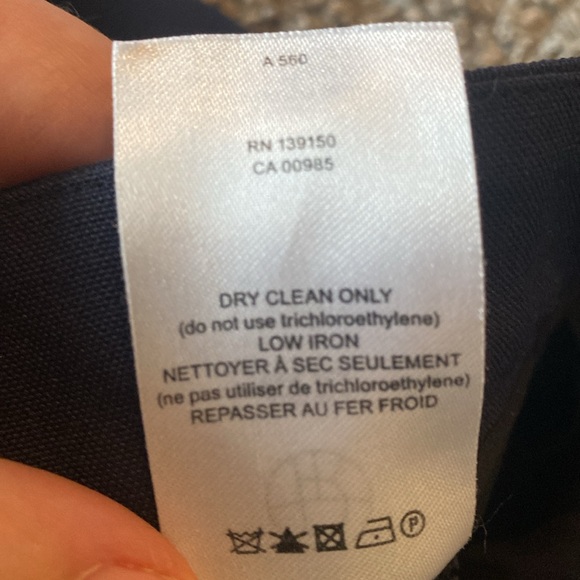 A 560
RN 139150
CA 00985
DRY CLEAN ONLY
(do not use trichloroethylene)
LOW IRON
NETTOYER À SEC SEULEMENT
(ne pas utiliser de trichloroethylene)
REPASSER AU FER FROID
P